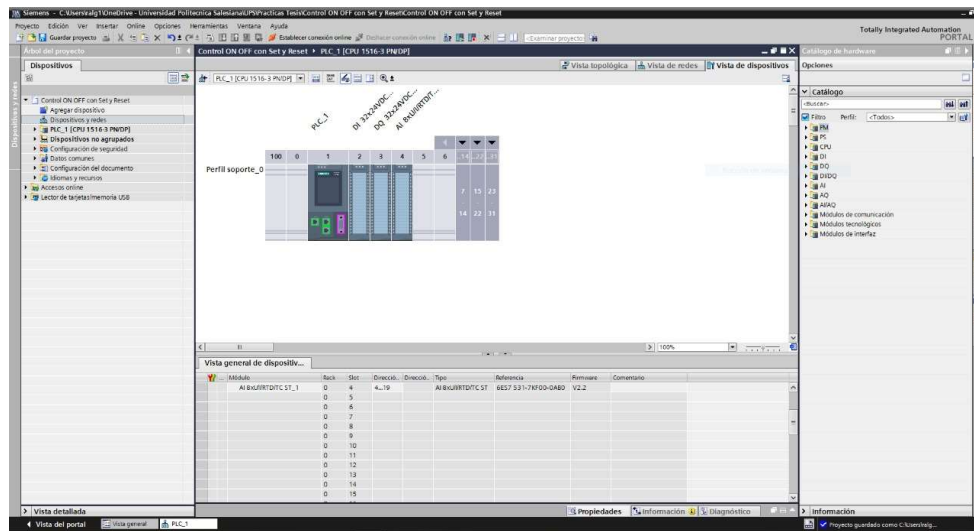 Siemens - C:\Users\ralg1\OneDrive - Universidad Politecnica Salesiana\UPS\Practicas Tesis\Control ON OFF con Set y Reset\Control ON OFF con Set y Reset
Proyecto Edición Ver Insertar Online Opciones Herramientas Ventana Ayuda
Totally Integrated Automation
PORTAL
Guardar proyecto
Establecer conexión online
Deshacer conexión online
<Examinar proyecto>
Árbol del proyecto
Dispositivos
Dispositivos y redes
Control ON OFF con Set y Reset
Agregar dispositivo
Dispositivos y redes
PLC_1 [CPU 1516-3 PN/DP]
Dispositivos no agrupados
Configuración de seguridad
Datos comunes
Configuración del documento
Idiomas y recursos
Accesos online
Lector de tarjetas/memoria USB
Control ON OFF con Set y Reset PLC_1 [CPU 1516-3 PN/DP]
Vista topológica Vista de redes Vista de dispositivos
PLC_1 [CPU 1516-3 PN/DP]
PLC_1
DI 32x24VDC...
DQ 32x24VDC...
AI 8xU/I/RTD/T...
100 0 1 2 3 4 5 6
Perfil soporte_0
7 15 23
14 22 31
100%
Vista general de dispositiv...
Módulo Rack Slot Direcció.. Direcció.. Tipo Referencia Firmware Comentario
AI 8xU/I/RTD/TC ST_1 0 4 4...19 AI 8xU/I/RTD/TC ST 6ES7 531-7KF00-0AB0 V2.2
0 5
0 6
0 7
0 8
0 9
0 10
0 11
0 12
0 13
0 14
0 15
Propiedades Información Diagnóstico
Catálogo de hardware
Opciones
Catálogo
<Buscar>
Filtro Perfil: <Todos>
PM
PS
CPU
DI
DQ
DI/DQ
AI
AQ
AI/AQ
Módulos de comunicación
Módulos tecnológicos
Módulos de interfaz
Información
Vista detallada
Vista del portal Vista general PLC_1
Proyecto guardado como C:\Users\ralg...